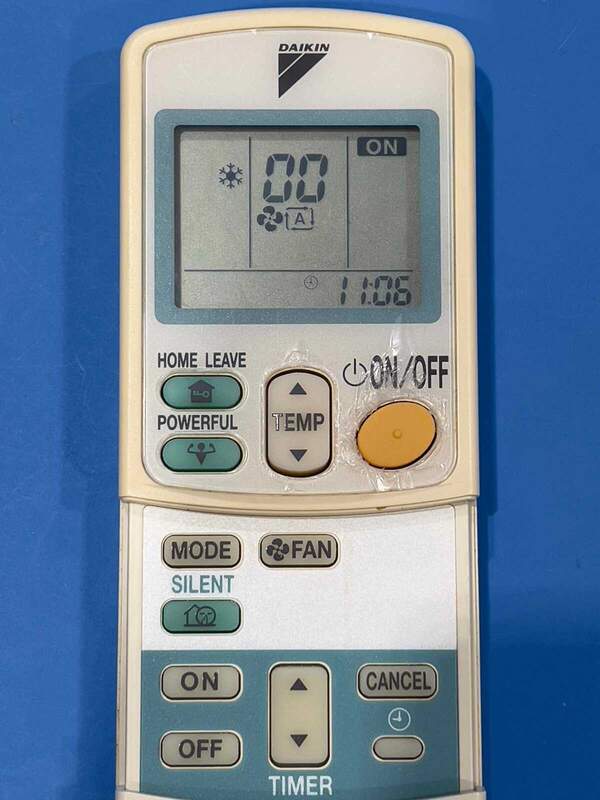 DAIKIN
ON
00
A
11:06
HOME LEAVE
ON/OFF
POWERFUL
TEMP
MODE
FAN
SILENT
ON
CANCEL
OFF
TIMER